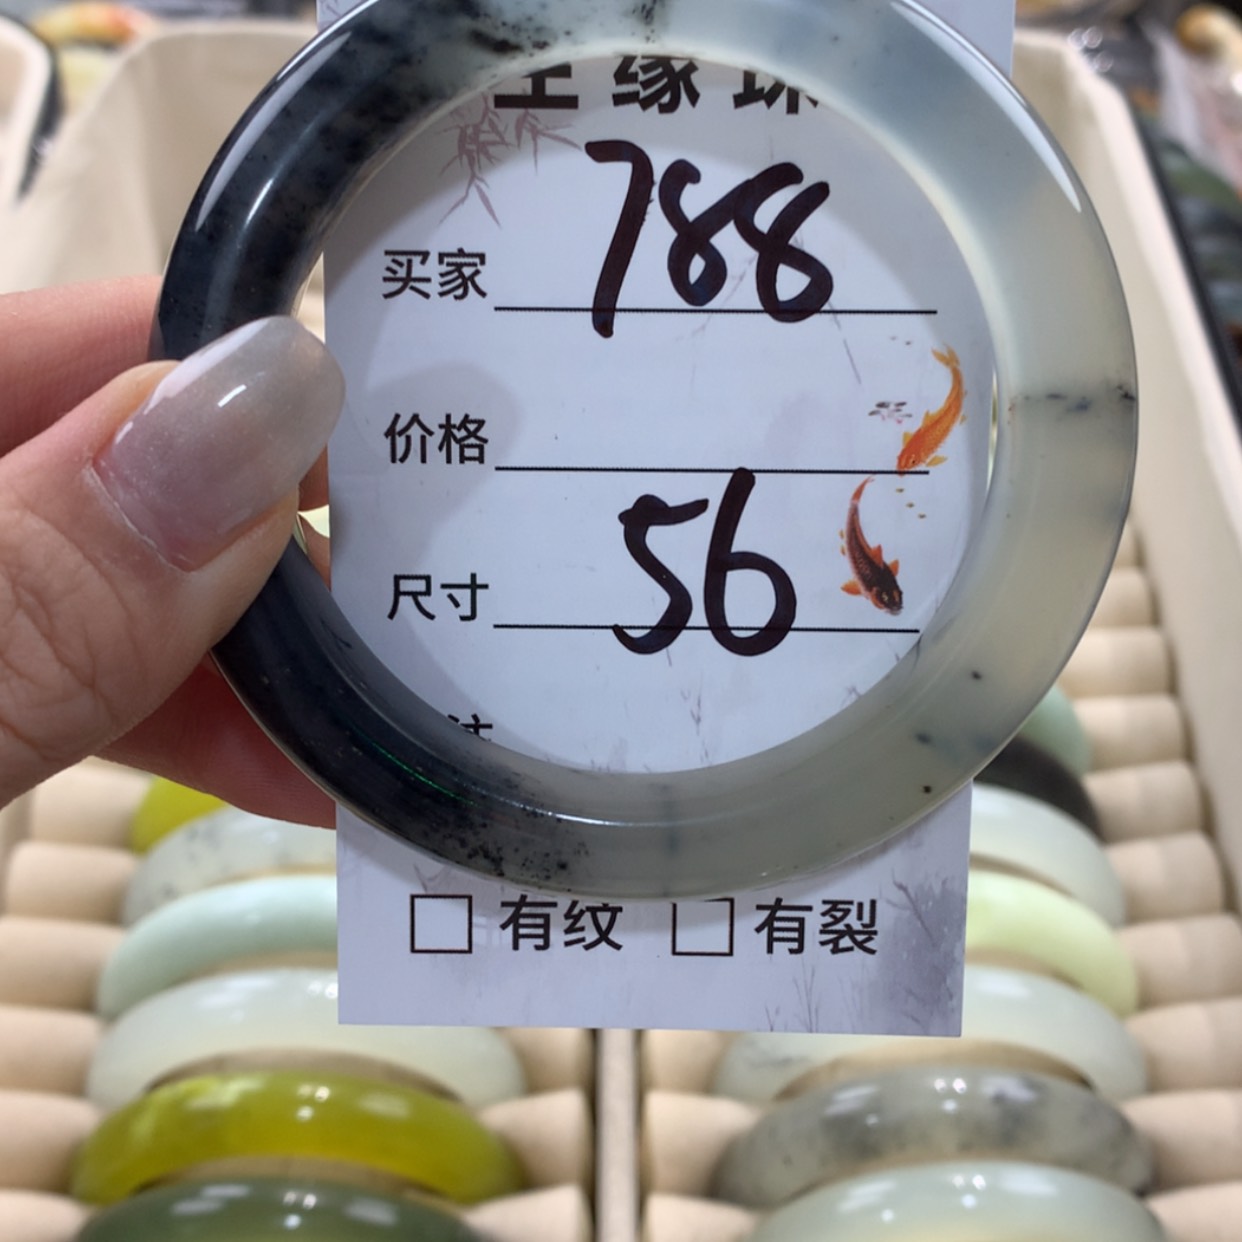 缘
买家 788
价格
尺寸 56
有纹 有裂